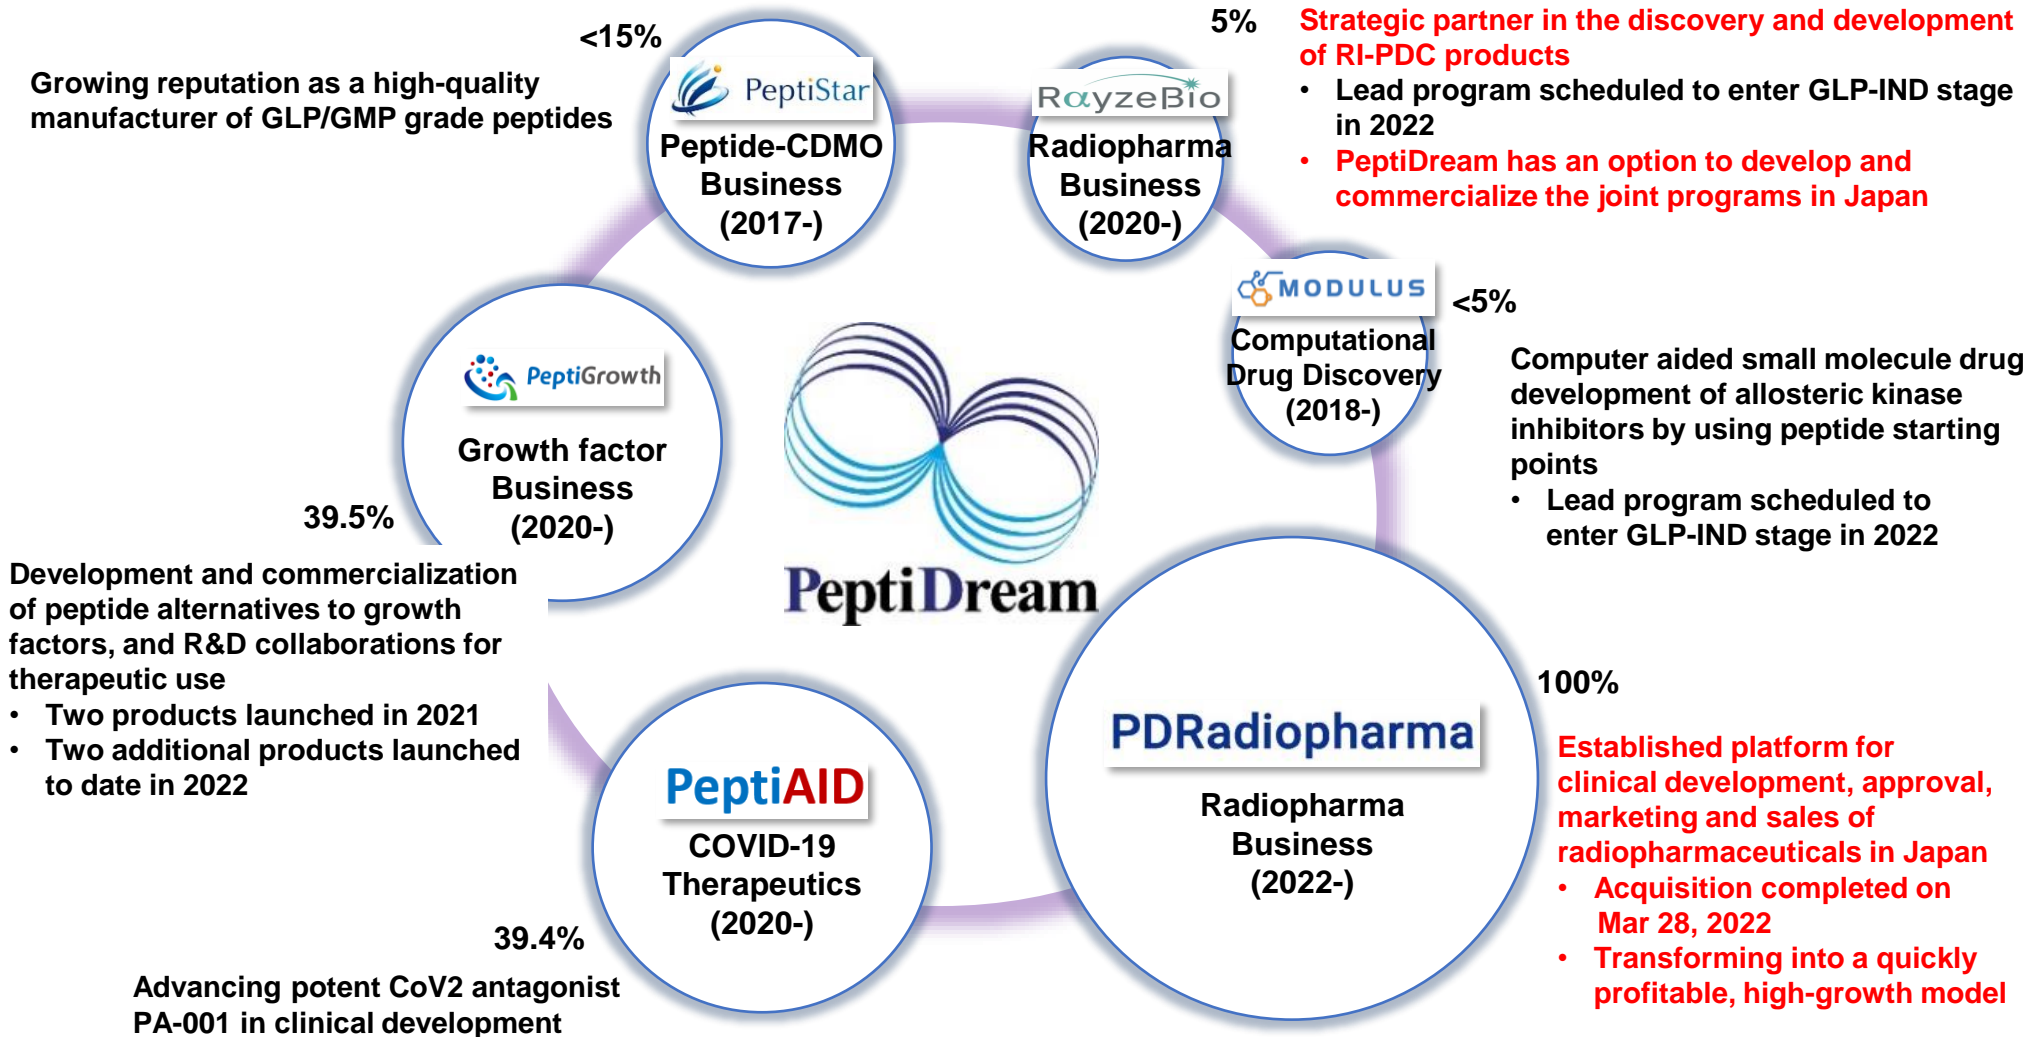 <15%
PeptiStar
Peptide-CDMO
Business
(2017-)
Growing reputation as a high-quality
manufacturer of GLP/GMP grade peptides
5%
RαyzeBio
Radiopharma
Business
(2020-)
Strategic partner in the discovery and development
of RI-PDC products
• Lead program scheduled to enter GLP-IND stage
in 2022
• PeptiDream has an option to develop and
commercialize the joint programs in Japan
MODULUS
<5%
Computational
Drug Discovery
(2018-)
Computer aided small molecule drug
development of allosteric kinase
inhibitors by using peptide starting
points
• Lead program scheduled to
enter GLP-IND stage in 2022
PeptiGrowth
Growth factor
Business
(2020-)
39.5%
Development and commercialization
of peptide alternatives to growth
factors, and R&D collaborations for
therapeutic use
• Two products launched in 2021
• Two additional products launched
to date in 2022
PeptiDream
PeptiAID
COVID-19
Therapeutics
(2020-)
39.4%
Advancing potent CoV2 antagonist
PA-001 in clinical development
PDRadiopharma
Radiopharma
Business
(2022-)
100%
Established platform for
clinical development, approval,
marketing and sales of
radiopharmaceuticals in Japan
• Acquisition completed on
Mar 28, 2022
• Transforming into a quickly
profitable, high-growth model